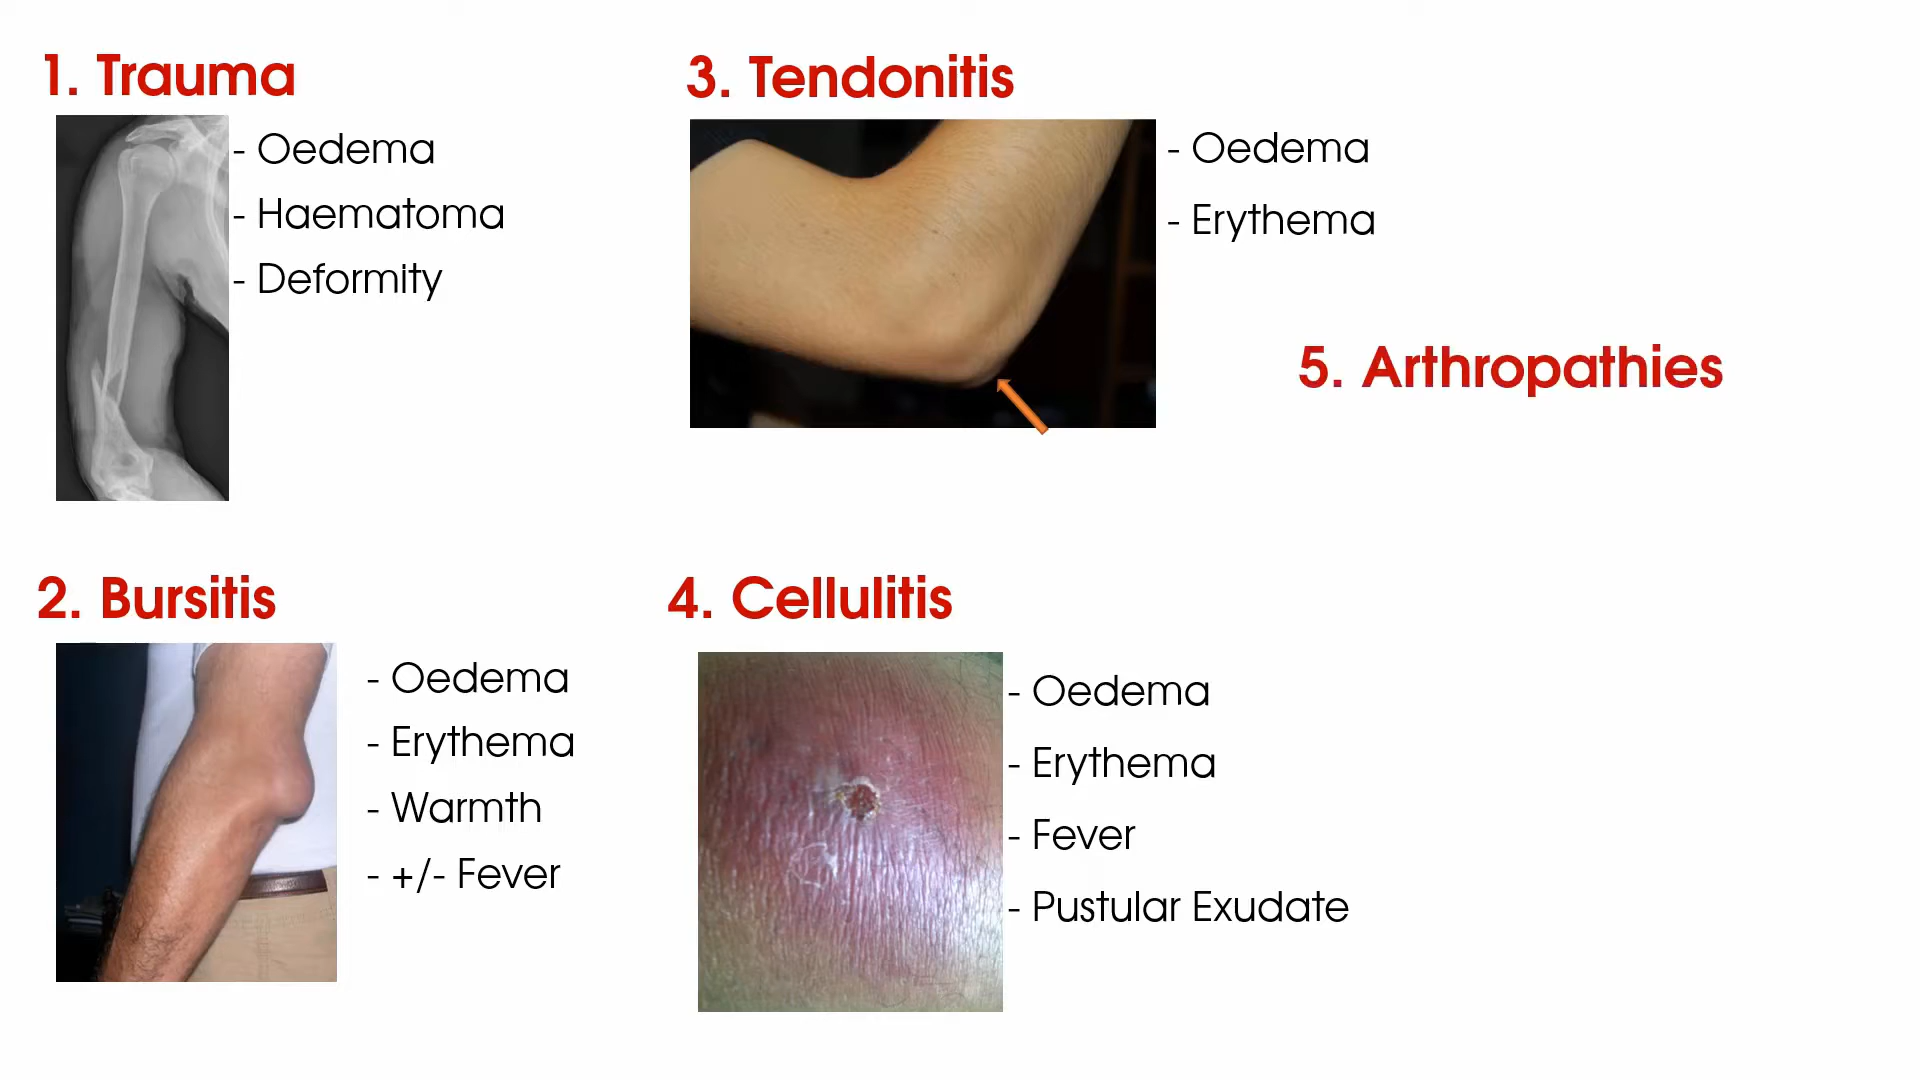 1. Trauma
- Oedema
- Haematoma
- Deformity
2. Bursitis
- Oedema
- Erythema
- Warmth
- +/- Fever
3. Tendonitis
- Oedema
- Erythema
4. Cellulitis
- Oedema
- Erythema
- Fever
- Pustular Exudate
5. Arthropathies